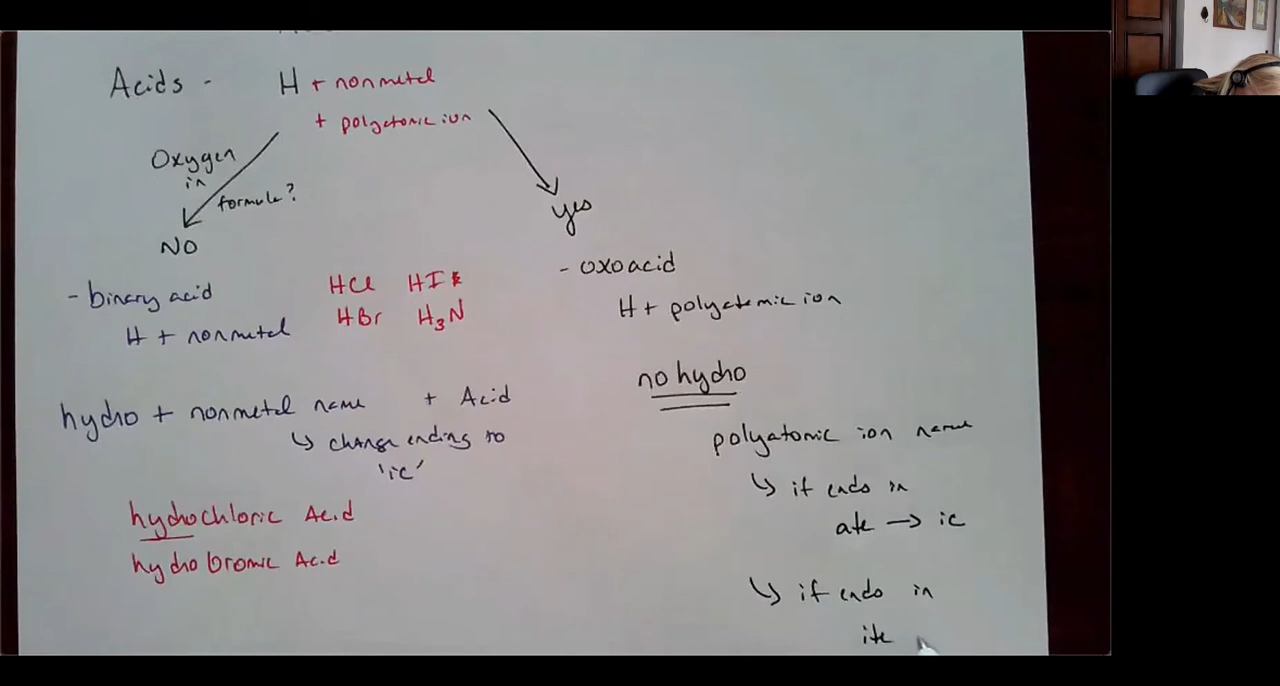 Acids - H + nonmetal
+ polyatomic ion
Oxygen
in
formula?
NO
yes
- binary acid
H + nonmetal
HCl HI
HBr H₃N
- oxoacid
H + polyatomic ion
hydro + nonmetal name + Acid
↳ change ending to
'ic'
hydrochloric Acid
hydrobromic Acid
no hydro
polyatomic ion name
↳ if ends in
ate → ic
↳ if ends in
ite